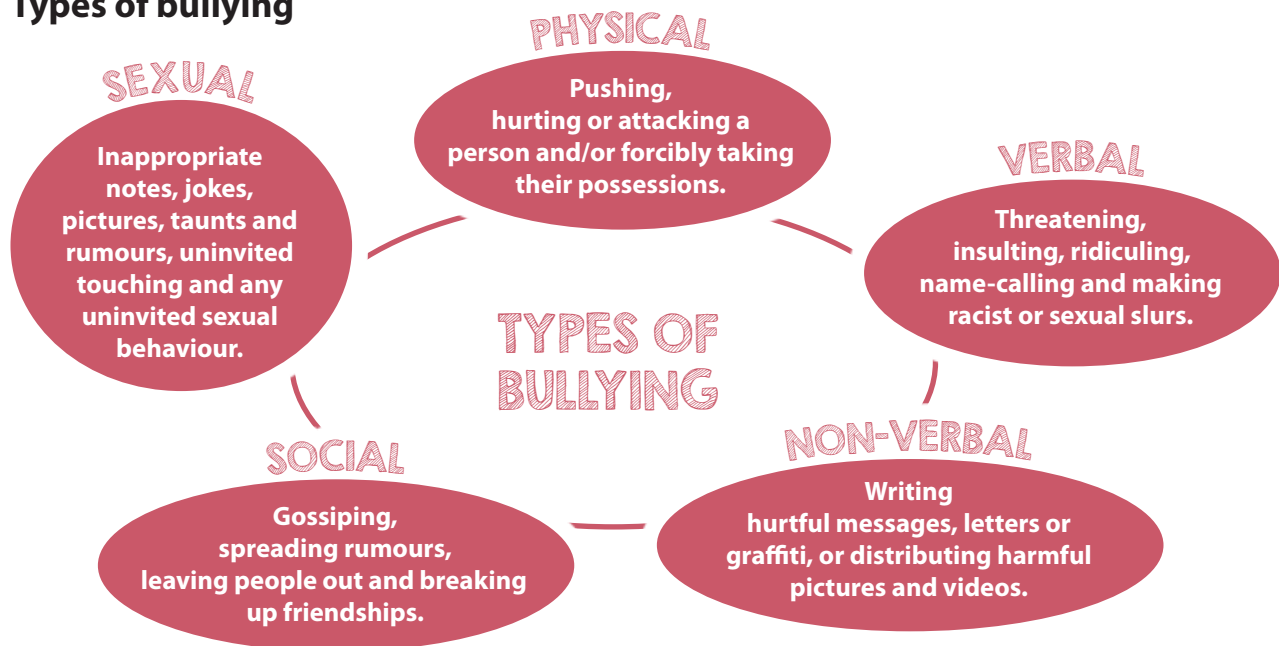 Types of bullying
PHYSICAL
Pushing,
hurting or attacking a
person and/or forcibly taking
their possessions.
SEXUAL
Inappropriate
notes, jokes,
pictures, taunts and
rumours, uninvited
touching and any
uninvited sexual
behaviour.
VERBAL
Threatening,
insulting, ridiculing,
name-calling and making
racist or sexual slurs.
TYPES OF
BULLYING
NON-VERBAL
Writing
hurtful messages, letters or
graffiti, or distributing harmful
pictures and videos.
SOCIAL
Gossiping,
spreading rumours,
leaving people out and breaking
up friendships.